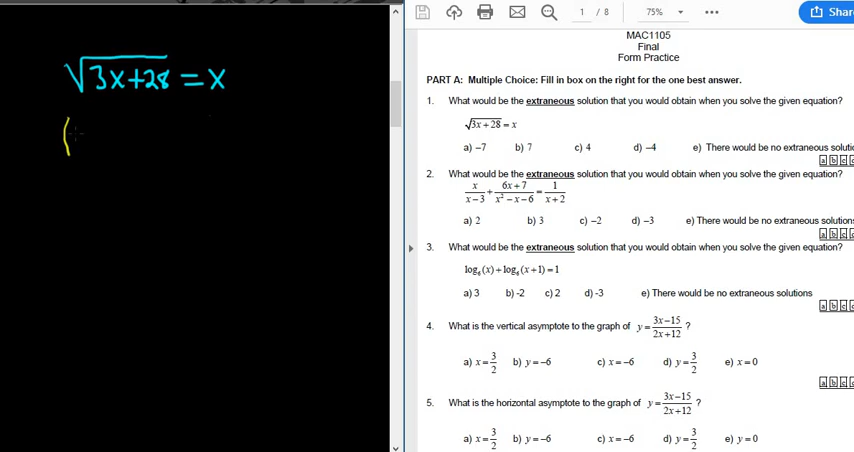 √3x+28 = x
(
1 / 8
75%
Shar
MAC1105
Final
Form Practice
PART A: Multiple Choice: Fill in box on the right for the one best answer.
1. What would be the extraneous solution that you would obtain when you solve the given equation?
√3x+28 = x
a) –7 b) 7 c) 4 d) –4 e) There would be no extraneous soluti
a b c
2. What would be the extraneous solution that you would obtain when you solve the given equation?
x/(x−3) + (6x+7)/(x²−x−6) = 1/(x+2)
a) 2 b) 3 c) –2 d) –3 e) There would be no extraneous solution
a b c
3. What would be the extraneous solution that you would obtain when you solve the given equation?
log₆(x)+log₆(x+1)=1
a) 3 b) -2 c) 2 d) -3 e) There would be no extraneous solutions
a b c
4. What is the vertical asymptote to the graph of y = (3x−15)/(2x+12) ?
a) x = 3/2 b) y = –6 c) x = –6 d) y = 3/2 e) x = 0
a b c
5. What is the horizontal asymptote to the graph of y = (3x−15)/(2x+12) ?
a) x = 3/2 b) y = –6 c) x = –6 d) y = 3/2 e) y = 0